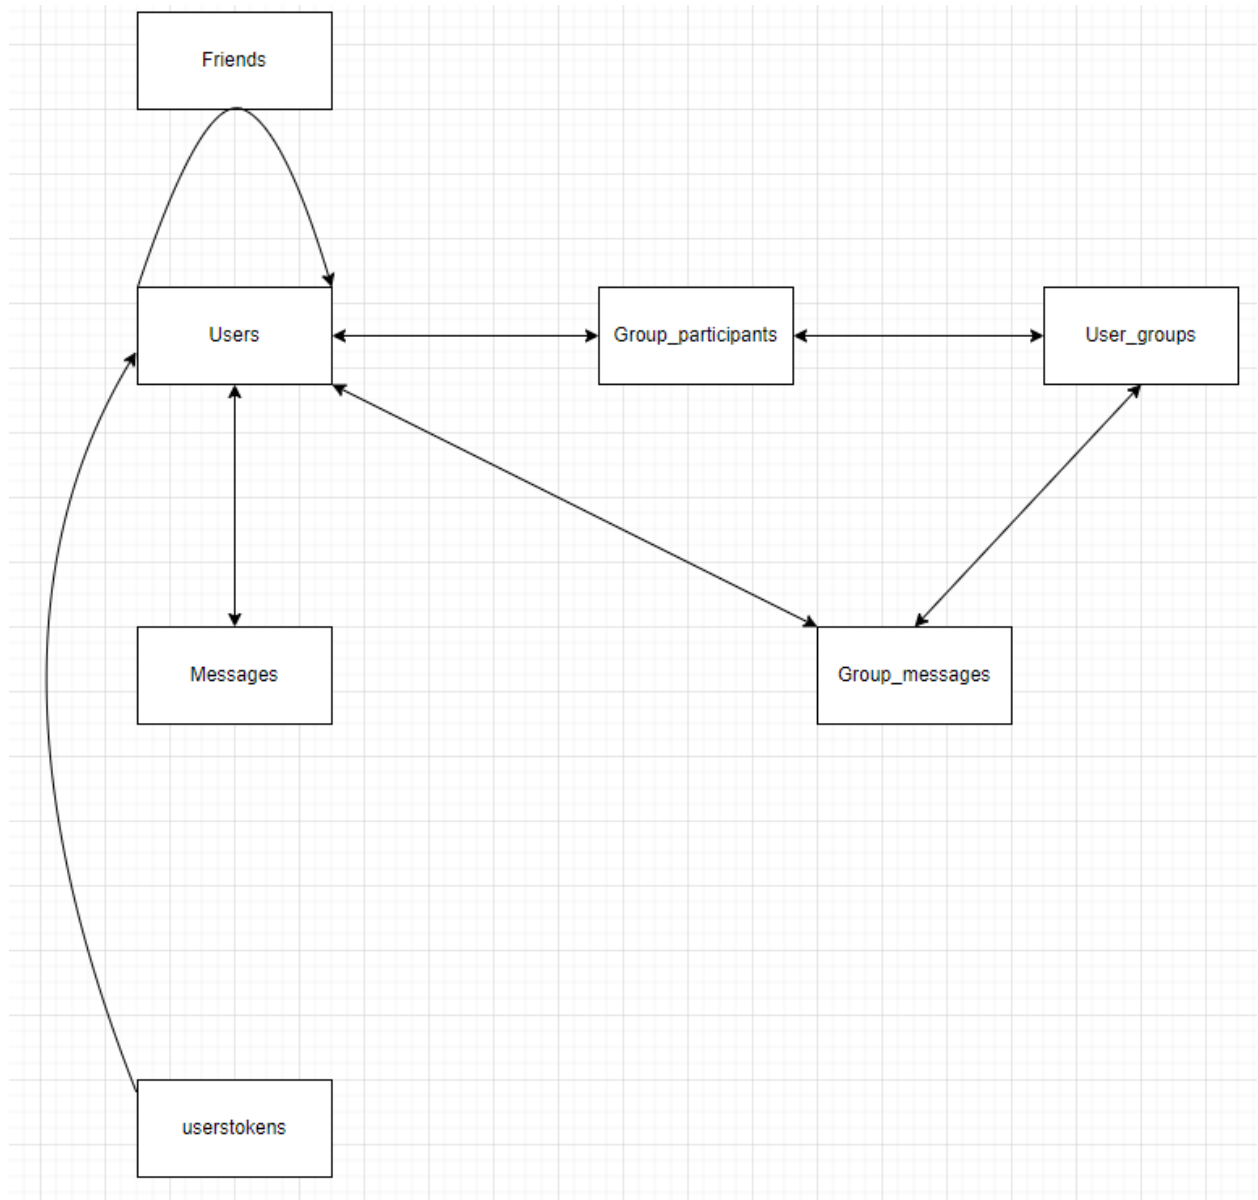 Friends
Users
Group_participants
User_groups
Messages
Group_messages
userstokens